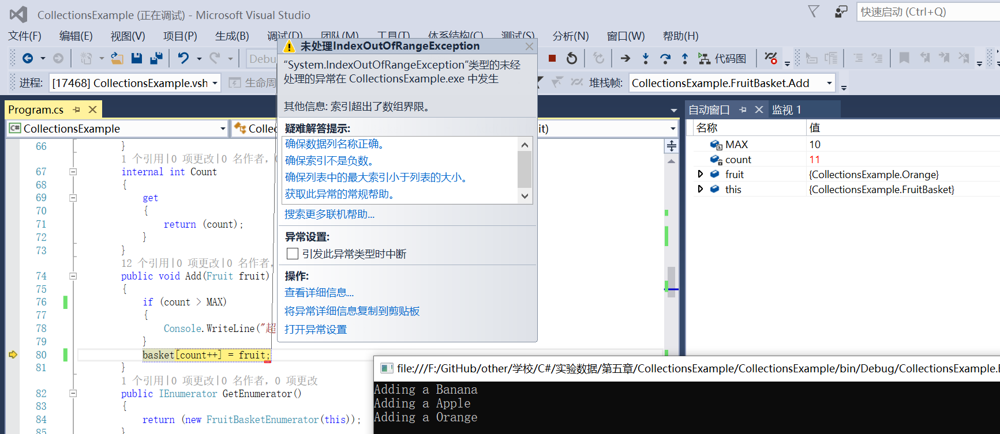 CollectionsExample (正在调试) - Microsoft Visual Studio
快速启动 (Ctrl+Q)
文件(F) 编辑(E) 视图(V) 项目(P) 生成(B) 调试(D) 团队(M) 工具(T) 体系结构(C) 测试(S) 分析(N) 窗口(W) 帮助(H)
Debu
代码图
进程: [17468] CollectionsExample.vsh 生命周
堆栈帧: CollectionsExample.FruitBasket.Add
未处理IndexOutOfRangeException
“System.IndexOutOfRangeException”类型的未经
处理的异常在 CollectionsExample.exe 中发生
其他信息: 索引超出了数组界限。
疑难解答提示:
确保数据列名称正确。
确保索引不是负数。
确保列表中的最大索引小于列表的大小。
获取此异常的常规帮助。
搜索更多联机帮助...
异常设置:
引发此异常类型时中断
操作:
查看详细信息...
将异常详细信息复制到剪贴板
打开异常设置
Program.cs
C# CollectionsExample
Collec
it)
66 }
1 个引用|0 项更改|0 名作者，0
67 internal int Count
68 {
69 get
70 {
71 return (count);
72 }
73 }
12 个引用|0 项更改|0 名作者，
74 public void Add(Fruit fruit)
75 {
76 if (count > MAX)
77 {
78 Console.WriteLine("超
79 }
80 basket[count++] = fruit;
81 }
1 个引用|0 项更改|0 名作者，0 项更改
82 public IEnumerator GetEnumerator()
83 {
84 return (new FruitBasketEnumerator(this));
85 }
自动窗口 监视 1
名称 值
MAX 10
count 11
fruit {CollectionsExample.Orange}
this {CollectionsExample.FruitBasket}
file:///F:/GitHub/other/学校/C#/实验数据/第五章/CollectionsExample/CollectionsExample/bin/Debug/CollectionsExample.E
Adding a Banana
Adding a Apple
Adding a Orange